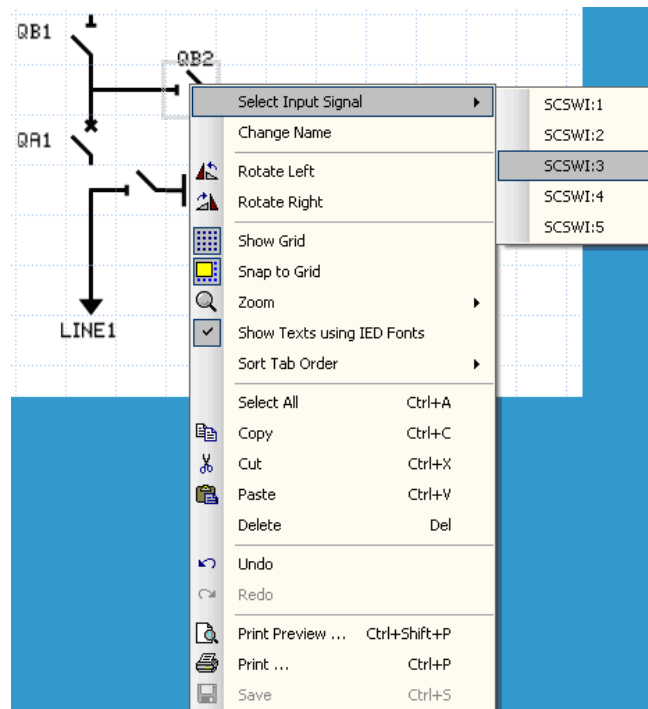 QB1
QB2
QA1
LINE1
Select Input Signal
Change Name
Rotate Left
Rotate Right
Show Grid
Snap to Grid
Zoom
Show Texts using IED Fonts
Sort Tab Order
Select All Ctrl+A
Copy Ctrl+C
Cut Ctrl+X
Paste Ctrl+V
Delete Del
Undo
Redo
Print Preview ... Ctrl+Shift+P
Print ... Ctrl+P
Save Ctrl+S
SCSWI:1
SCSWI:2
SCSWI:3
SCSWI:4
SCSWI:5